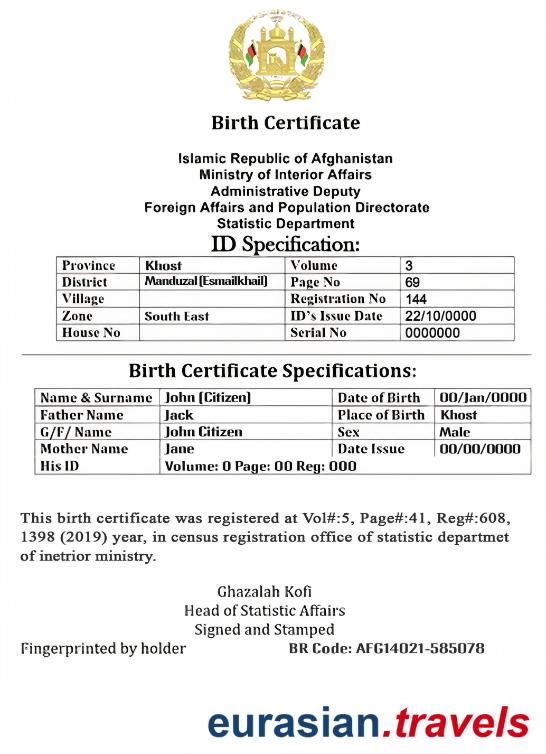 Birth Certificate
Islamic Republic of Afghanistan
Ministry of Interior Affairs
Administrative Deputy
Foreign Affairs and Population Directorate
Statistic Department
ID Specification:
Province Khost Volume 3
District Manduzal (Esmailkhail) Page No 69
Village Registration No 144
Zone South East ID's Issue Date 22/10/0000
House No Serial No 0000000
Birth Certificate Specifications:
Name & Surname John (Citizen) Date of Birth 00/Jan/0000
Father Name Jack Place of Birth Khost
G/F/ Name John Citizen Sex Male
Mother Name Jane Date Issue 00/00/0000
His ID Volume: 0 Page: 00 Reg: 000
This birth certificate was registered at Vol#:5, Page#:41, Reg#:608,
1398 (2019) year, in census registration office of statistic departmet
of inetrior ministry.
Ghazalah Kofi
Head of Statistic Affairs
Signed and Stamped
Fingerprinted by holder BR Code: AFG14021-585078
eurasian.travels